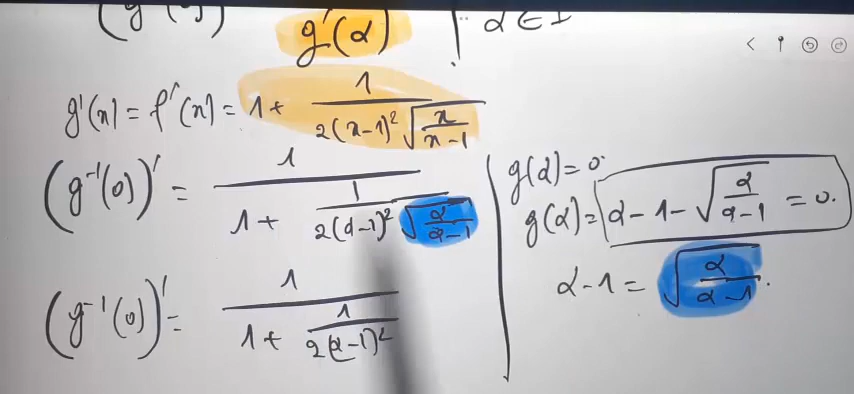 g'(α) | α ∈ I
g'(x) = f'(x) = 1 + 1/(2(x-1)²√(x/(x-1)))
(g⁻¹(0))' = 1/(1 + 1/(2(α-1)²√(α/(α-1))))
(g⁻¹(0))' = 1/(1 + 1/(2(α-1)²
g(α) = 0.
g(α) = α - 1 - √(α/(α-1)) = 0.
α - 1 = √(α/(α-1)).